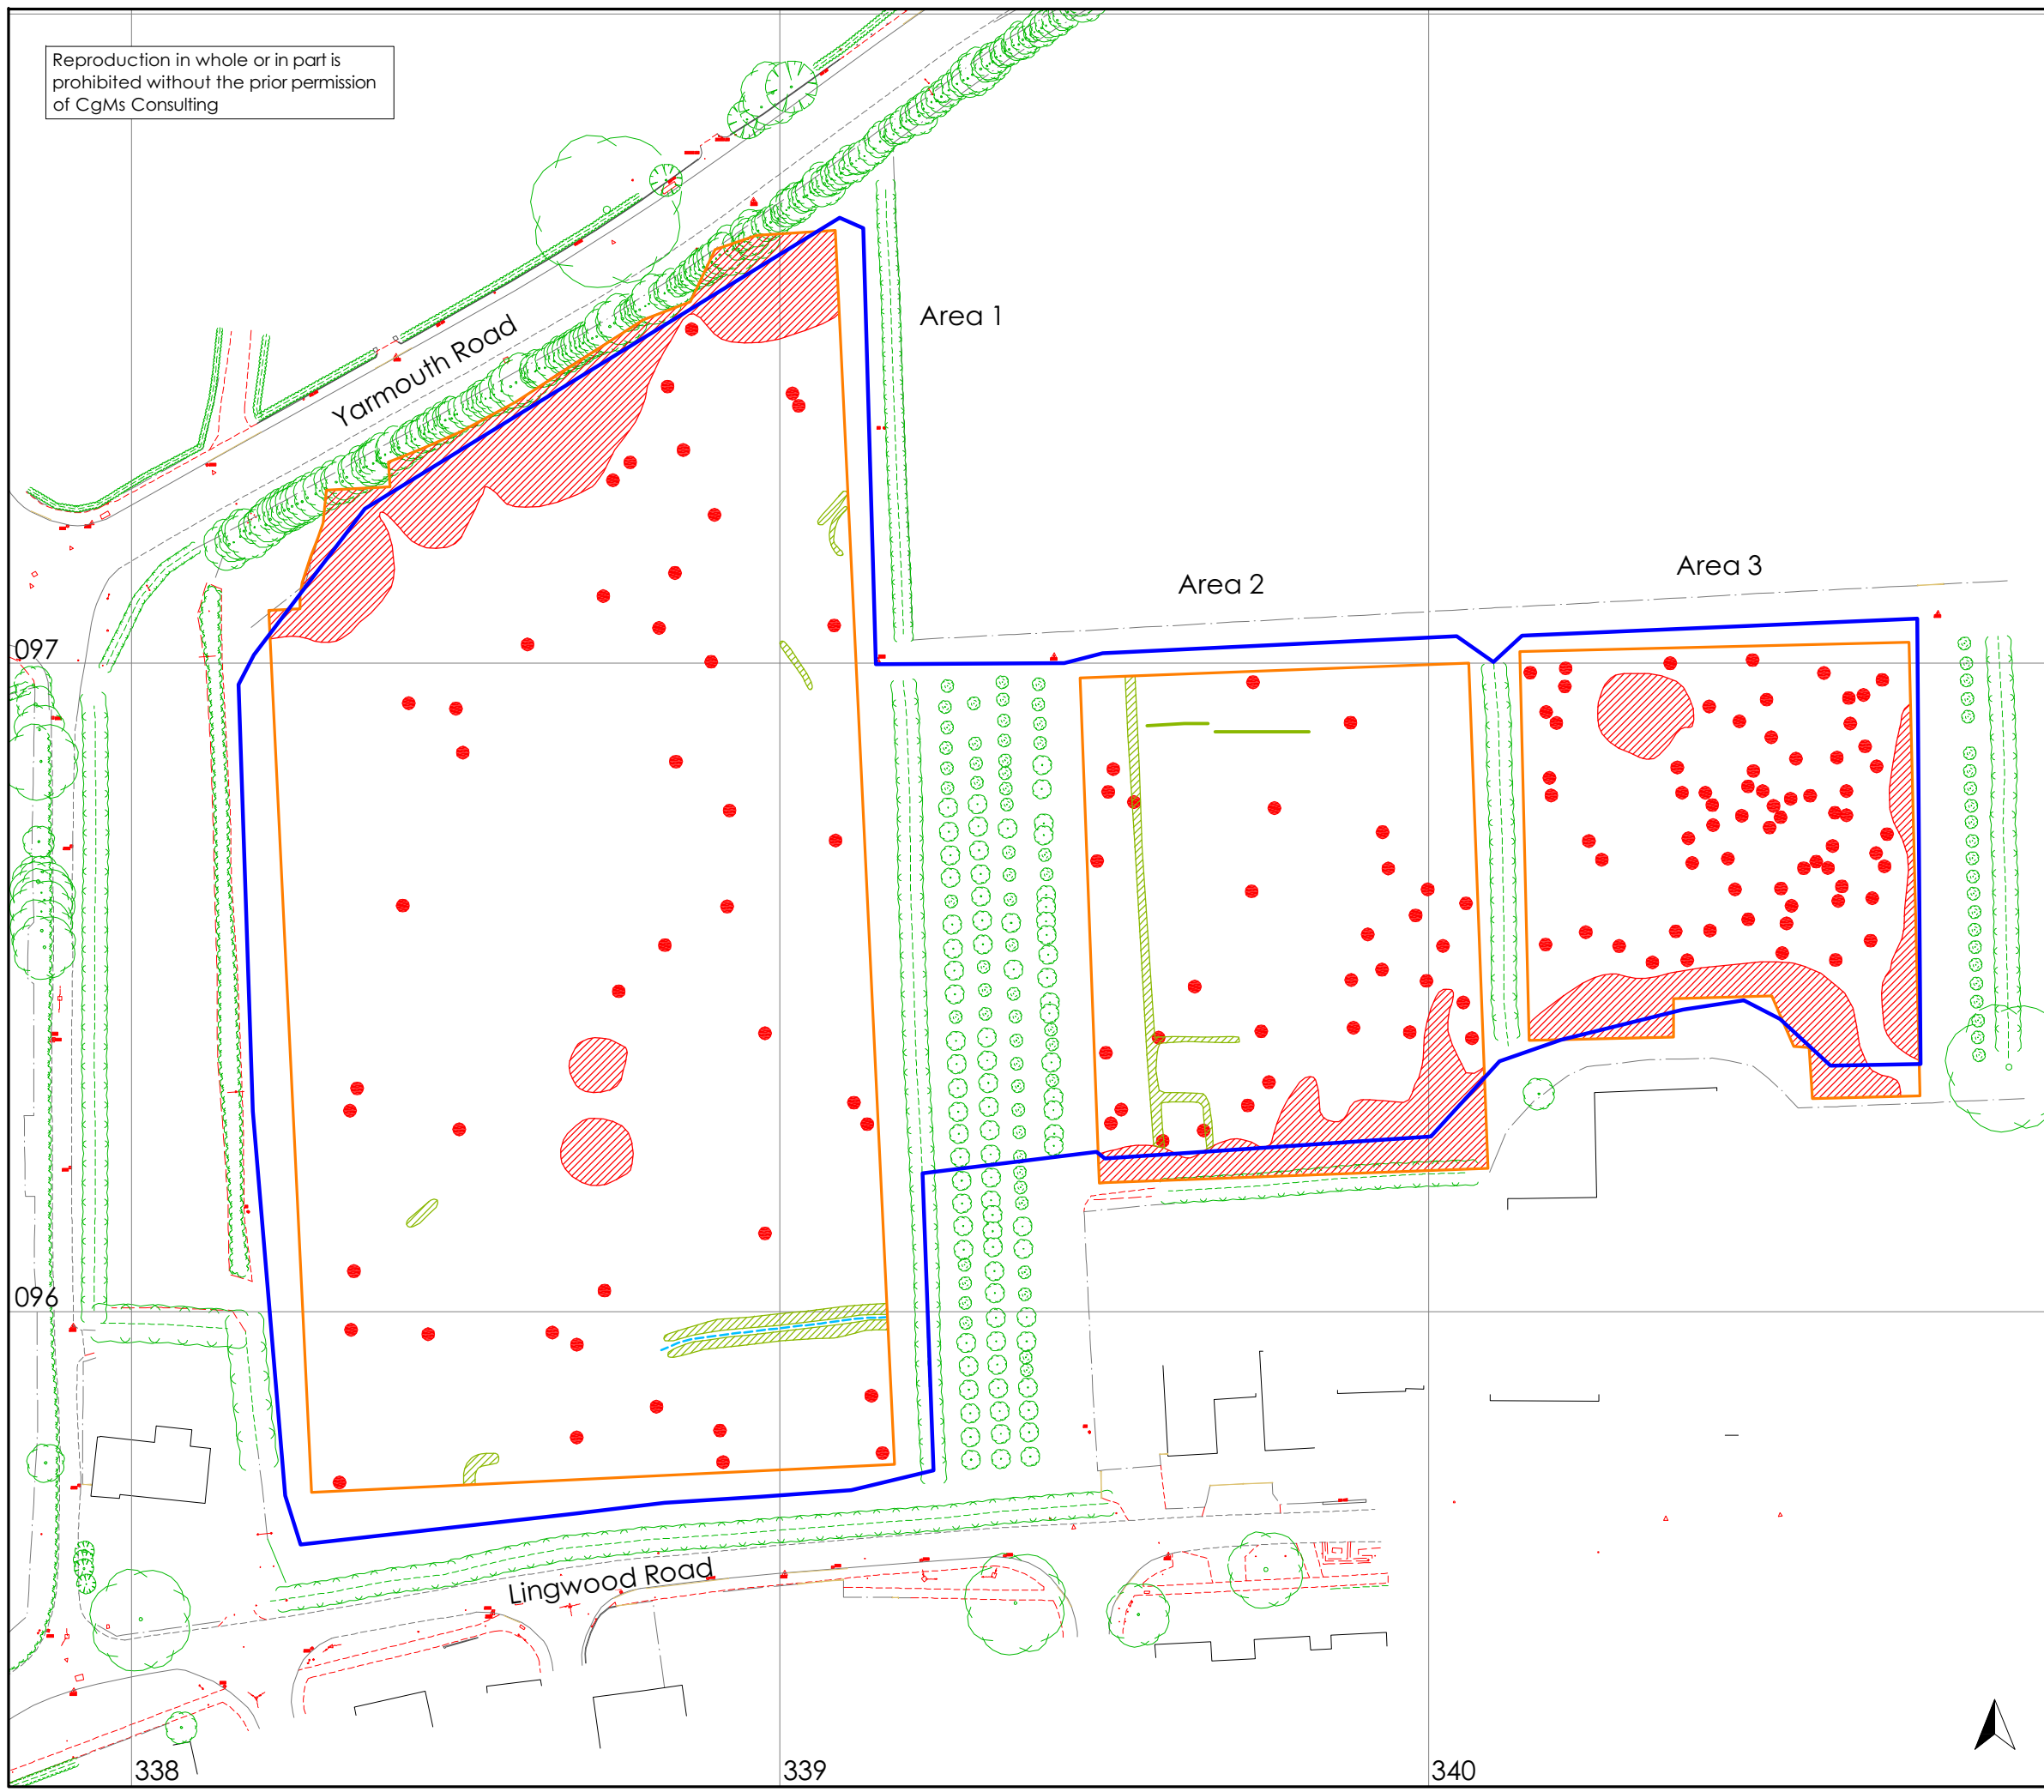 Reproduction in whole or in part is
prohibited without the prior permission
of CgMs Consulting
Area 1
Yarmouth Road
Area 3
Area 2
097
096
Lingwood Road
338
339
340